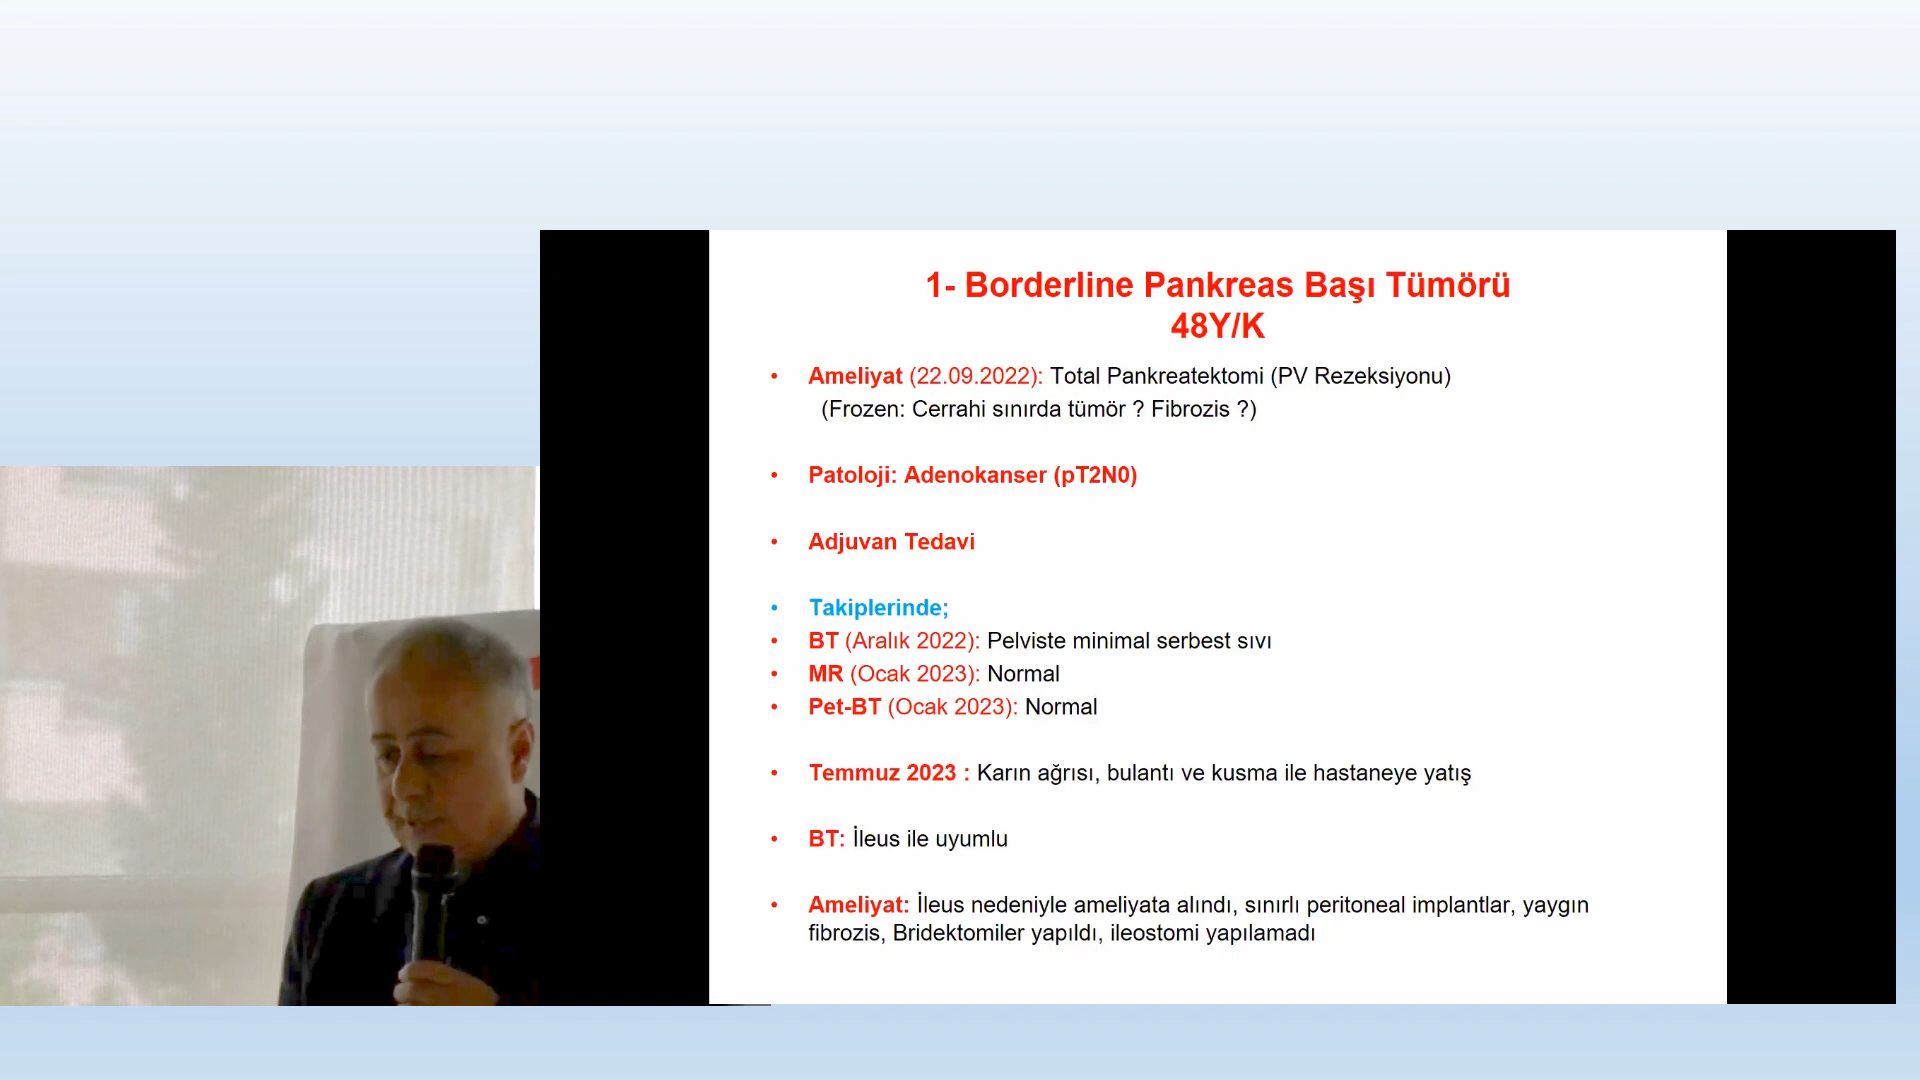 1- Borderline Pankreas Başı Tümörü
48Y/K
• Ameliyat (22.09.2022): Total Pankreatektomi (PV Rezeksiyonu)
(Frozen: Cerrahi sınırda tümör ? Fibrozis ?)
• Patoloji: Adenokanser (pT2N0)
• Adjuvan Tedavi
• Takiplerinde;
• BT (Aralık 2022): Pelviste minimal serbest sıvı
• MR (Ocak 2023): Normal
• Pet-BT (Ocak 2023): Normal
• Temmuz 2023 : Karın ağrısı, bulantı ve kusma ile hastaneye yatış
• BT: İleus ile uyumlu
• Ameliyat: İleus nedeniyle ameliyata alındı, sınırlı peritoneal implantlar, yaygın
fibrozis, Bridektomiler yapıldı, ileostomi yapılamadı